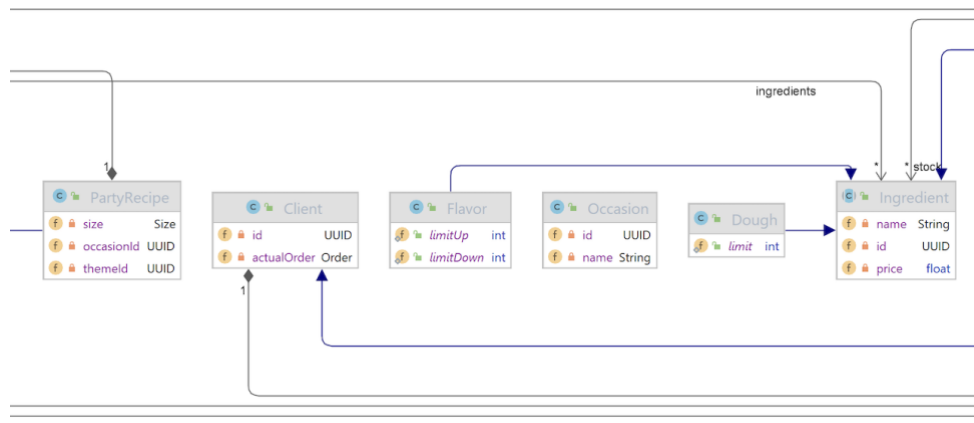 ingredients
1
*
* stock
C PartyRecipe
f size Size
f occasionId UUID
f themeId UUID
C Client
f id UUID
f actualOrder Order
1
C Flavor
f limitUp int
f limitDown int
C Occasion
f id UUID
f name String
C Dough
f limit int
C Ingredient
f name String
f id UUID
f price float